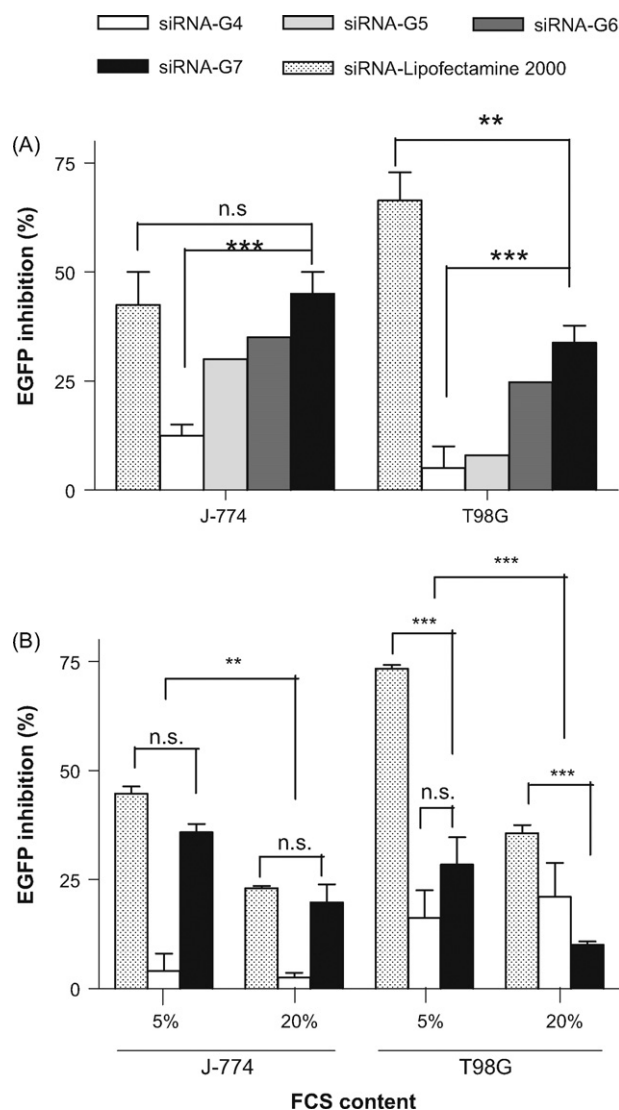 siRNA-G4 siRNA-G5 siRNA-G6
siRNA-G7 siRNA-Lipofectamine 2000
(A)
EGFP inhibition (%)
75
50
25
0
n.s
***
**
***
J-774 T98G
(B)
EGFP inhibition (%)
75
50
25
0
***
***
**
n.s.
n.s.
n.s.
***
5% 20% 5% 20%
J-774 T98G
FCS content